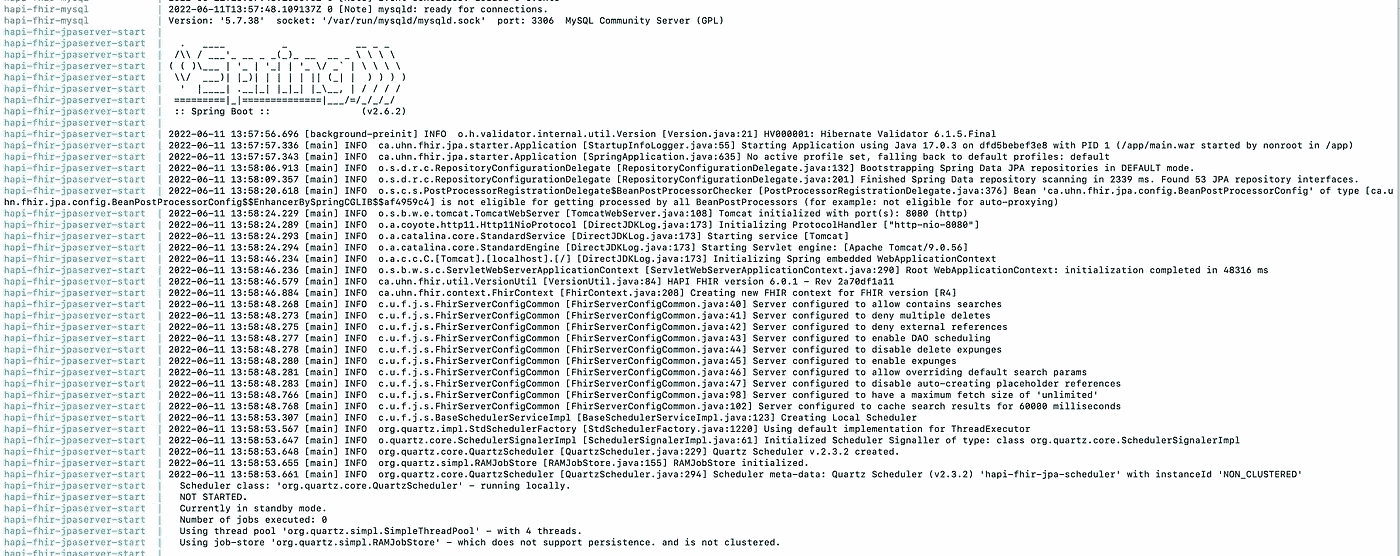 hapi-fhir-mysql | 2022-06-11T13:57:48.109137Z 0 [Note] mysqld: ready for connections.
hapi-fhir-mysql | Version: '5.7.38'  socket: '/var/run/mysqld/mysqld.sock'  port: 3306  MySQL Community Server (GPL)
hapi-fhir-jpaserver-start |
hapi-fhir-jpaserver-start |   .   ____          _            __ _ _
hapi-fhir-jpaserver-start |  /\\ / ___'_ __ _ _(_)_ __  __ _ \ \ \ \
hapi-fhir-jpaserver-start | ( ( )\___ | '_ | '_| | '_ \/ _` | \ \ \ \
hapi-fhir-jpaserver-start |  \\/  ___)| |_)| | | | | || (_| |  ) ) ) )
hapi-fhir-jpaserver-start |   '  |____| .__|_| |_|_| |_\__, | / / / /
hapi-fhir-jpaserver-start |  =========|_|==============|___/=/_/_/_/
hapi-fhir-jpaserver-start |  :: Spring Boot ::                (v2.6.2)
hapi-fhir-jpaserver-start |
hapi-fhir-jpaserver-start | 2022-06-11 13:57:56.696 [background-preinit] INFO  o.h.validator.internal.util.Version [Version.java:21] HV000001: Hibernate Validator 6.1.5.Final
hapi-fhir-jpaserver-start | 2022-06-11 13:57:57.336 [main] INFO  ca.uhn.fhir.jpa.starter.Application [StartupInfoLogger.java:55] Starting Application using Java 17.0.3 on dfd5bebef3e8 with PID 1 (/app/main.war started by nonroot in /app)
hapi-fhir-jpaserver-start | 2022-06-11 13:57:57.343 [main] INFO  ca.uhn.fhir.jpa.starter.Application [SpringApplication.java:635] No active profile set, falling back to default profiles: default
hapi-fhir-jpaserver-start | 2022-06-11 13:58:06.913 [main] INFO  o.s.d.r.c.RepositoryConfigurationDelegate [RepositoryConfigurationDelegate.java:132] Bootstrapping Spring Data JPA repositories in DEFAULT mode.
hapi-fhir-jpaserver-start | 2022-06-11 13:58:09.357 [main] INFO  o.s.d.r.c.RepositoryConfigurationDelegate [RepositoryConfigurationDelegate.java:201] Finished Spring Data repository scanning in 2339 ms. Found 53 JPA repository interfaces.
hapi-fhir-jpaserver-start | 2022-06-11 13:58:20.618 [main] INFO  o.s.c.s.PostProcessorRegistrationDelegate$BeanPostProcessorChecker [PostProcessorRegistrationDelegate.java:376] Bean 'ca.uhn.fhir.jpa.config.BeanPostProcessorConfig' of type [ca.u
hn.fhir.jpa.config.BeanPostProcessorConfig$$EnhancerBySpringCGLIB$$af4959c4] is not eligible for getting processed by all BeanPostProcessors (for example: not eligible for auto-proxying)
hapi-fhir-jpaserver-start | 2022-06-11 13:58:24.229 [main] INFO  o.s.b.w.e.tomcat.TomcatWebServer [TomcatWebServer.java:108] Tomcat initialized with port(s): 8080 (http)
hapi-fhir-jpaserver-start | 2022-06-11 13:58:24.289 [main] INFO  o.a.coyote.http11.Http11NioProtocol [DirectJDKLog.java:173] Initializing ProtocolHandler ["http-nio-8080"]
hapi-fhir-jpaserver-start | 2022-06-11 13:58:24.293 [main] INFO  o.a.catalina.core.StandardService [DirectJDKLog.java:173] Starting service [Tomcat]
hapi-fhir-jpaserver-start | 2022-06-11 13:58:24.294 [main] INFO  o.a.catalina.core.StandardEngine [DirectJDKLog.java:173] Starting Servlet engine: [Apache Tomcat/9.0.56]
hapi-fhir-jpaserver-start | 2022-06-11 13:58:46.234 [main] INFO  o.a.c.c.C.[Tomcat].[localhost].[/] [DirectJDKLog.java:173] Initializing Spring embedded WebApplicationContext
hapi-fhir-jpaserver-start | 2022-06-11 13:58:46.236 [main] INFO  o.s.b.w.s.c.ServletWebServerApplicationContext [ServletWebServerApplicationContext.java:290] Root WebApplicationContext: initialization completed in 48316 ms
hapi-fhir-jpaserver-start | 2022-06-11 13:58:46.579 [main] INFO  ca.uhn.fhir.util.VersionUtil [VersionUtil.java:84] HAPI FHIR version 6.0.1 - Rev 2a70df1a11
hapi-fhir-jpaserver-start | 2022-06-11 13:58:46.884 [main] INFO  ca.uhn.fhir.context.FhirContext [FhirContext.java:208] Creating new FHIR context for FHIR version [R4]
hapi-fhir-jpaserver-start | 2022-06-11 13:58:48.268 [main] INFO  c.u.f.j.s.FhirServerConfigCommon [FhirServerConfigCommon.java:40] Server configured to allow contains searches
hapi-fhir-jpaserver-start | 2022-06-11 13:58:48.273 [main] INFO  c.u.f.j.s.FhirServerConfigCommon [FhirServerConfigCommon.java:41] Server configured to deny multiple deletes
hapi-fhir-jpaserver-start | 2022-06-11 13:58:48.275 [main] INFO  c.u.f.j.s.FhirServerConfigCommon [FhirServerConfigCommon.java:42] Server configured to deny external references
hapi-fhir-jpaserver-start | 2022-06-11 13:58:48.277 [main] INFO  c.u.f.j.s.FhirServerConfigCommon [FhirServerConfigCommon.java:43] Server configured to enable DAO scheduling
hapi-fhir-jpaserver-start | 2022-06-11 13:58:48.278 [main] INFO  c.u.f.j.s.FhirServerConfigCommon [FhirServerConfigCommon.java:44] Server configured to disable delete expunges
hapi-fhir-jpaserver-start | 2022-06-11 13:58:48.280 [main] INFO  c.u.f.j.s.FhirServerConfigCommon [FhirServerConfigCommon.java:45] Server configured to enable expunges
hapi-fhir-jpaserver-start | 2022-06-11 13:58:48.281 [main] INFO  c.u.f.j.s.FhirServerConfigCommon [FhirServerConfigCommon.java:46] Server configured to allow overriding default search params
hapi-fhir-jpaserver-start | 2022-06-11 13:58:48.283 [main] INFO  c.u.f.j.s.FhirServerConfigCommon [FhirServerConfigCommon.java:47] Server configured to disable auto-creating placeholder references
hapi-fhir-jpaserver-start | 2022-06-11 13:58:48.766 [main] INFO  c.u.f.j.s.FhirServerConfigCommon [FhirServerConfigCommon.java:98] Server configured to have a maximum fetch size of 'unlimited'
hapi-fhir-jpaserver-start | 2022-06-11 13:58:48.768 [main] INFO  c.u.f.j.s.FhirServerConfigCommon [FhirServerConfigCommon.java:102] Server configured to cache search results for 60000 milliseconds
hapi-fhir-jpaserver-start | 2022-06-11 13:58:53.307 [main] INFO  c.u.f.j.s.BaseSchedulerServiceImpl [BaseSchedulerServiceImpl.java:123] Creating Local Scheduler
hapi-fhir-jpaserver-start | 2022-06-11 13:58:53.567 [main] INFO  org.quartz.impl.StdSchedulerFactory [StdSchedulerFactory.java:1220] Using default implementation for ThreadExecutor
hapi-fhir-jpaserver-start | 2022-06-11 13:58:53.647 [main] INFO  o.quartz.core.SchedulerSignalerImpl [SchedulerSignalerImpl.java:61] Initialized Scheduler Signaller of type: class org.quartz.core.SchedulerSignalerImpl
hapi-fhir-jpaserver-start | 2022-06-11 13:58:53.648 [main] INFO  org.quartz.core.QuartzScheduler [QuartzScheduler.java:229] Quartz Scheduler v.2.3.2 created.
hapi-fhir-jpaserver-start | 2022-06-11 13:58:53.655 [main] INFO  org.quartz.simpl.RAMJobStore [RAMJobStore.java:155] RAMJobStore initialized.
hapi-fhir-jpaserver-start | 2022-06-11 13:58:53.661 [main] INFO  org.quartz.core.QuartzScheduler [QuartzScheduler.java:294] Scheduler meta-data: Quartz Scheduler (v2.3.2) 'hapi-fhir-jpa-scheduler' with instanceId 'NON_CLUSTERED'
hapi-fhir-jpaserver-start |   Scheduler class: 'org.quartz.core.QuartzScheduler' - running locally.
hapi-fhir-jpaserver-start |   NOT STARTED.
hapi-fhir-jpaserver-start |   Currently in standby mode.
hapi-fhir-jpaserver-start |   Number of jobs executed: 0
hapi-fhir-jpaserver-start |   Using thread pool 'org.quartz.simpl.SimpleThreadPool' - with 4 threads.
hapi-fhir-jpaserver-start |   Using job-store 'org.quartz.simpl.RAMJobStore' - which does not support persistence. and is not clustered.
hapi-fhir-jpaserver-start |